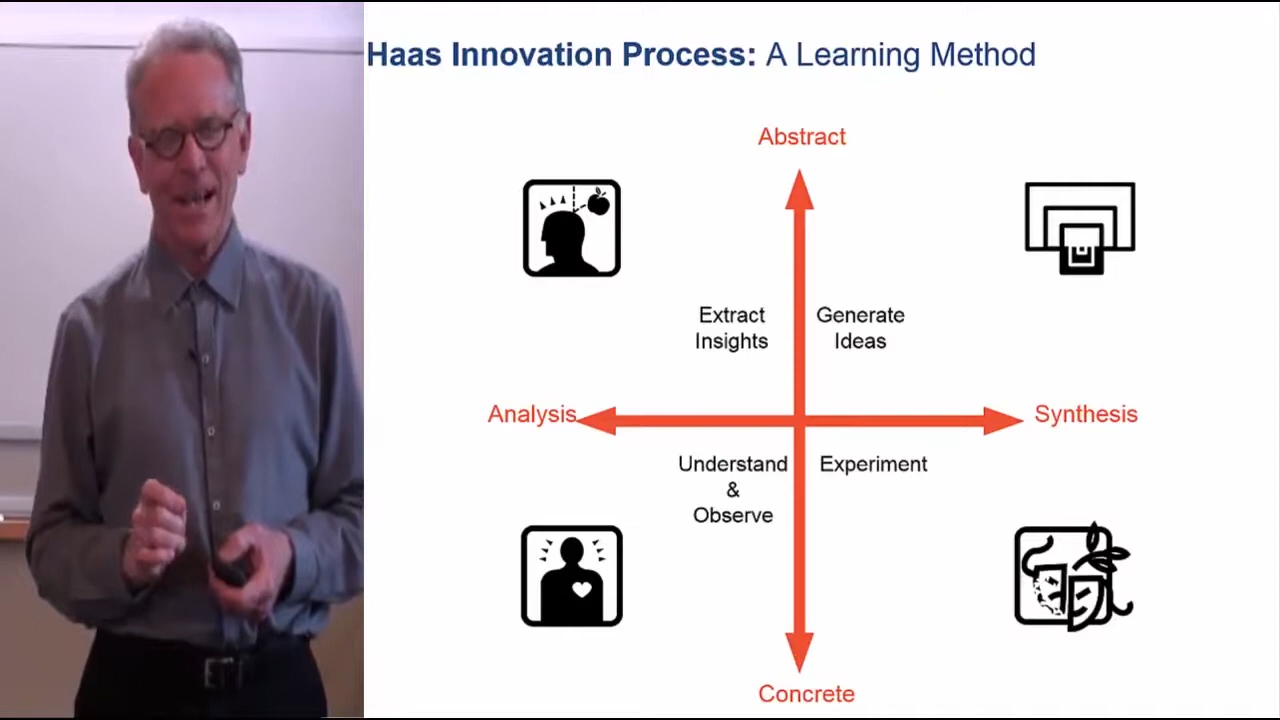 Haas Innovation Process: A Learning Method
Abstract
Extract
Insights
Generate
Ideas
Analysis
Synthesis
Understand
&
Observe
Experiment
Concrete